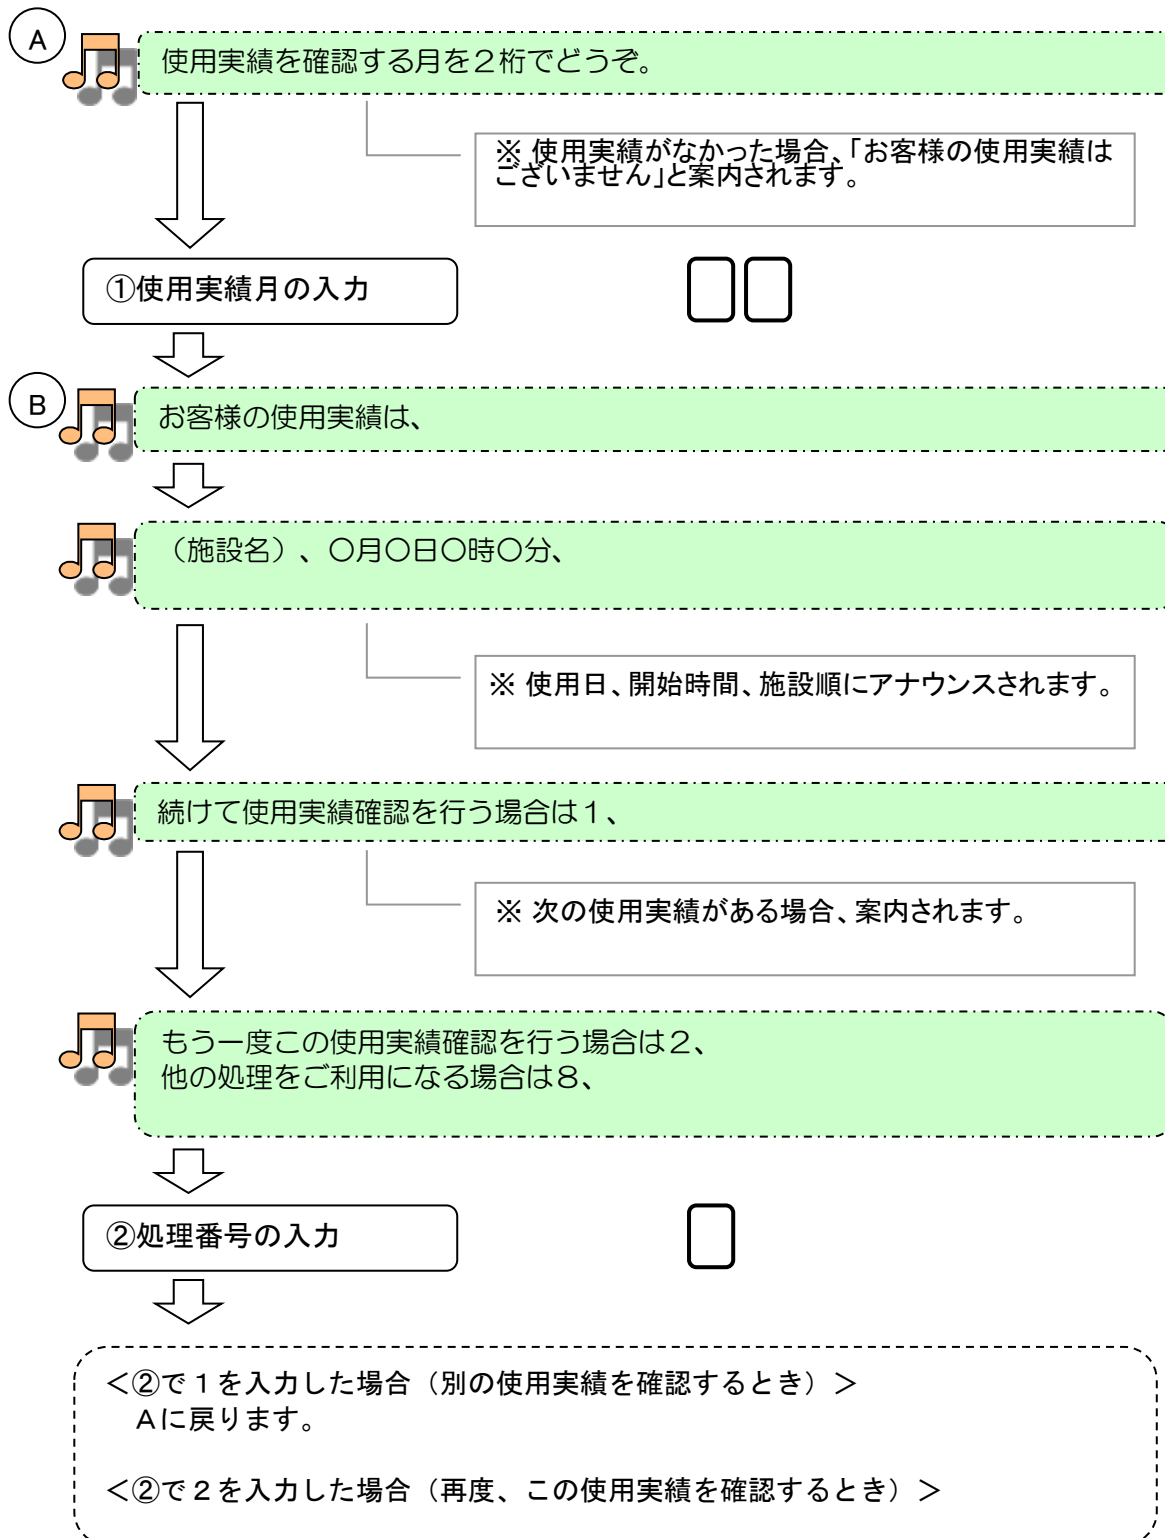 A
使用実績を確認する月を２桁でどうぞ。
※ 使用実績がなかった場合、「お客様の使用実績は
ございません」と案内されます。
①使用実績月の入力
B
お客様の使用実績は、
（施設名）、〇月〇日〇時〇分、
※ 使用日、開始時間、施設順にアナウンスされます。
続けて使用実績確認を行う場合は１、
※ 次の使用実績がある場合、案内されます。
もう一度この使用実績確認を行う場合は２、
他の処理をご利用になる場合は８、
②処理番号の入力
＜②で１を入力した場合（別の使用実績を確認するとき）＞
Ａに戻ります。
＜②で２を入力した場合（再度、この使用実績を確認するとき）＞